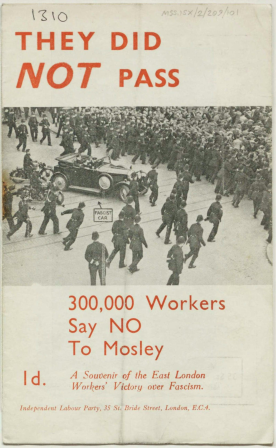 1310
MSS.15X/2/209/191
THEY DID
NOT PASS
FASCIST
CAR
300,000 Workers
Say NO
To Mosley
1d.
A Souvenir of the East London
Workers' Victory over Fascism.
Independent Labour Party, 35 St. Bride Street, London, E.C.4.